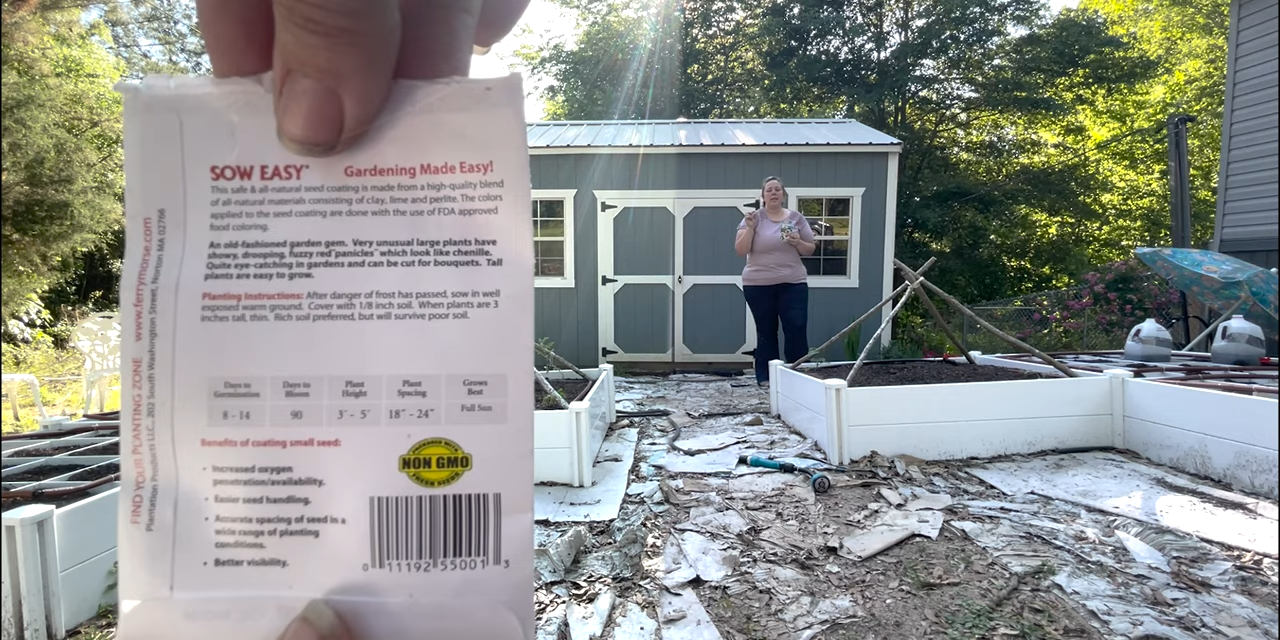 SOW EASY® Gardening Made Easy!
This safe & all-natural seed coating is made from a high-quality blend
of all-natural materials consisting of clay, lime and perlite. The colors
applied to the seed coating are done with the use of FDA approved
food coloring.
An old-fashioned garden gem. Very unusual large plants have
showy, drooping, fuzzy red "panicles" which look like chenille.
Quite eye-catching in gardens and can be cut for bouquets. Tall
plants are easy to grow.
Planting Instructions: After danger of frost has passed, sow in well
exposed warm ground. Cover with 1/8 inch soil. When plants are 3
inches tall, thin. Rich soil preferred, but will survive poor soil.
Days to Germination Days to Bloom Plant Height Plant Spacing Grows Best
8 - 14 90 3' - 5' 18" - 24" Full Sun
Benefits of coating small seed:
• Increased oxygen
penetration/availability.
• Easier seed handling.
• Accurate spacing of seed in a
wide range of planting
conditions.
• Better visibility.
PACKAGED WITH
NON GMO
FRESH SEEDS
0 11192 55001 3
FIND YOUR PLANTING ZONE www.ferrymorse.com
Plantation Products LLC, 202 South Washington Street, Norton MA 02766